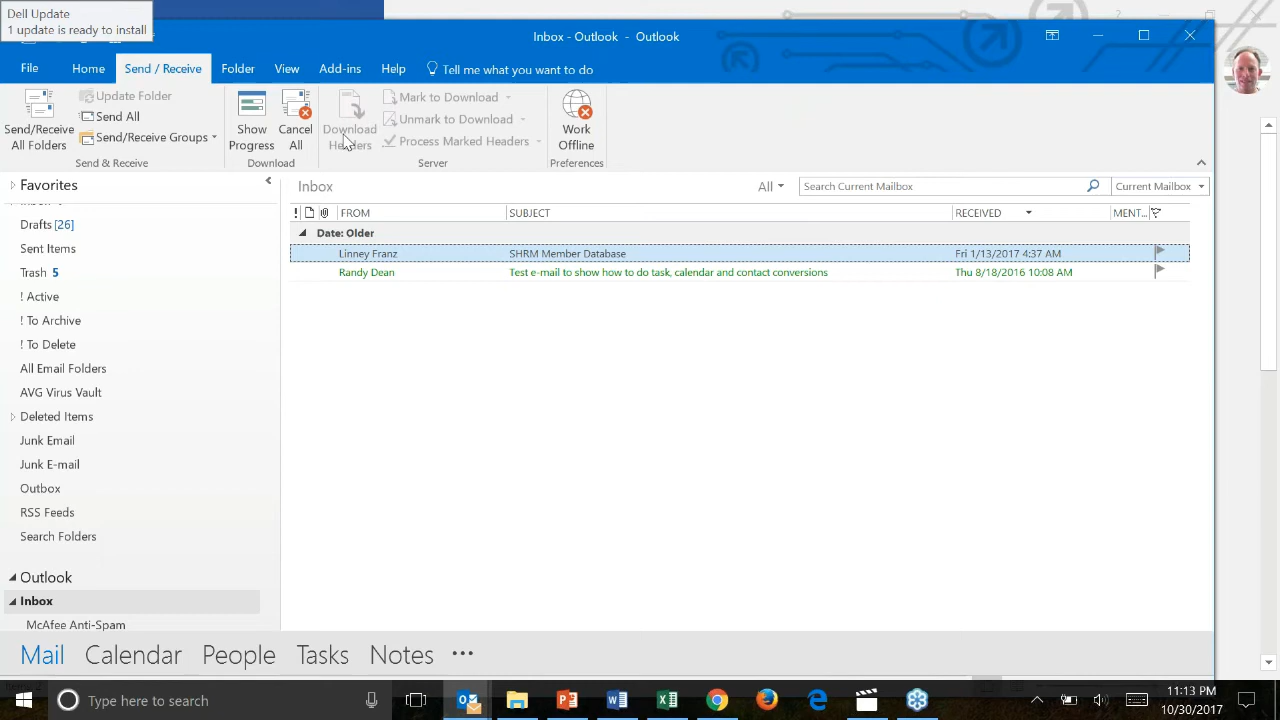 Dell Update
1 update is ready to install
Inbox - Outlook - Outlook
File Home Send / Receive Folder View Add-ins Help Tell me what you want to do
Send/Receive
All Folders
Update Folder
Send All
Send/Receive Groups
Send & Receive
Show
Progress
Cancel
All
Download
Download
Headers
Mark to Download
Unmark to Download
Process Marked Headers
Server
Work
Offline
Preferences
Favorites
Drafts [26]
Sent Items
Trash 5
! Active
! To Archive
! To Delete
All Email Folders
AVG Virus Vault
Deleted Items
Junk Email
Junk E-mail
Outbox
RSS Feeds
Search Folders
Outlook
Inbox
McAfee Anti-Spam
Inbox All Search Current Mailbox Current Mailbox
! FROM SUBJECT RECEIVED MENT...
Date: Older
Linney Franz SHRM Member Database Fri 1/13/2017 4:37 AM
Randy Dean Test e-mail to show how to do task, calendar and contact conversions Thu 8/18/2016 10:08 AM
Mail Calendar People Tasks Notes ...
Type here to search
11:13 PM
10/30/2017